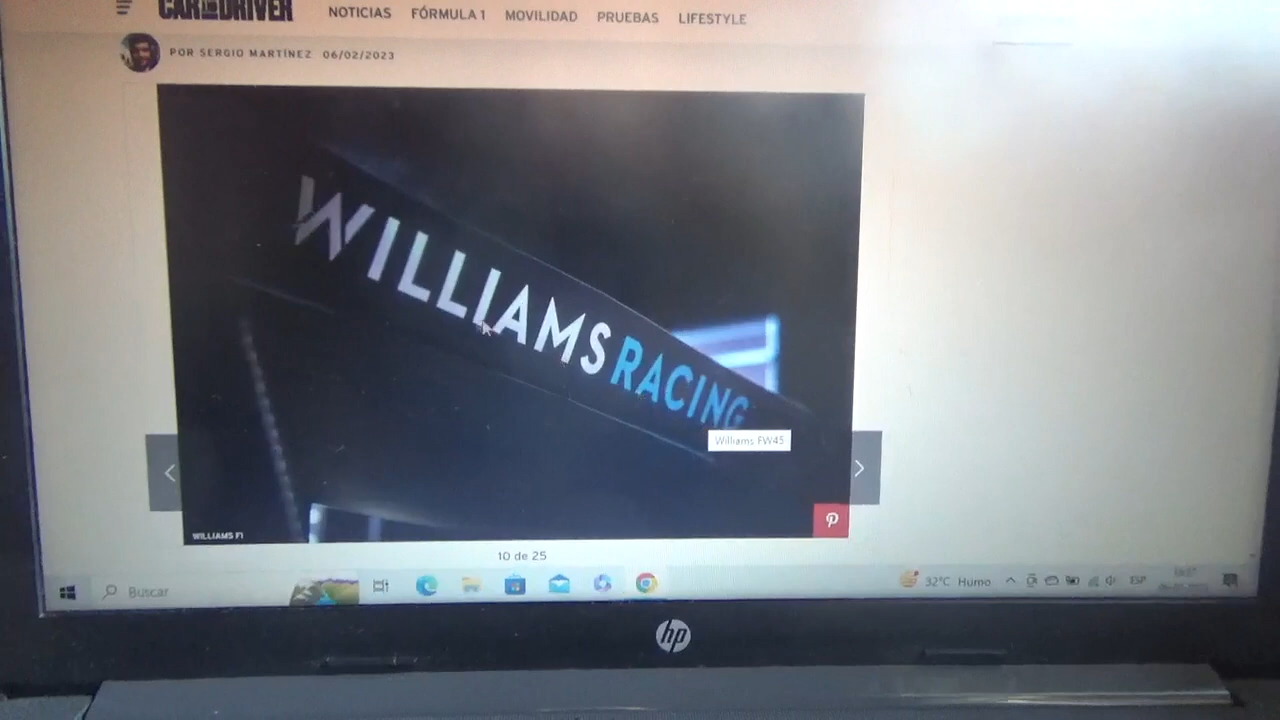 CAR AND DRIVER
NOTICIAS FÓRMULA 1 MOVILIDAD PRUEBAS LIFESTYLE
POR SERGIO MARTÍNEZ 06/02/2023
WILLIAMS RACING
Williams FW45
WILLIAMS F1
10 de 25
Buscar
32°C Humo
ESP
hp